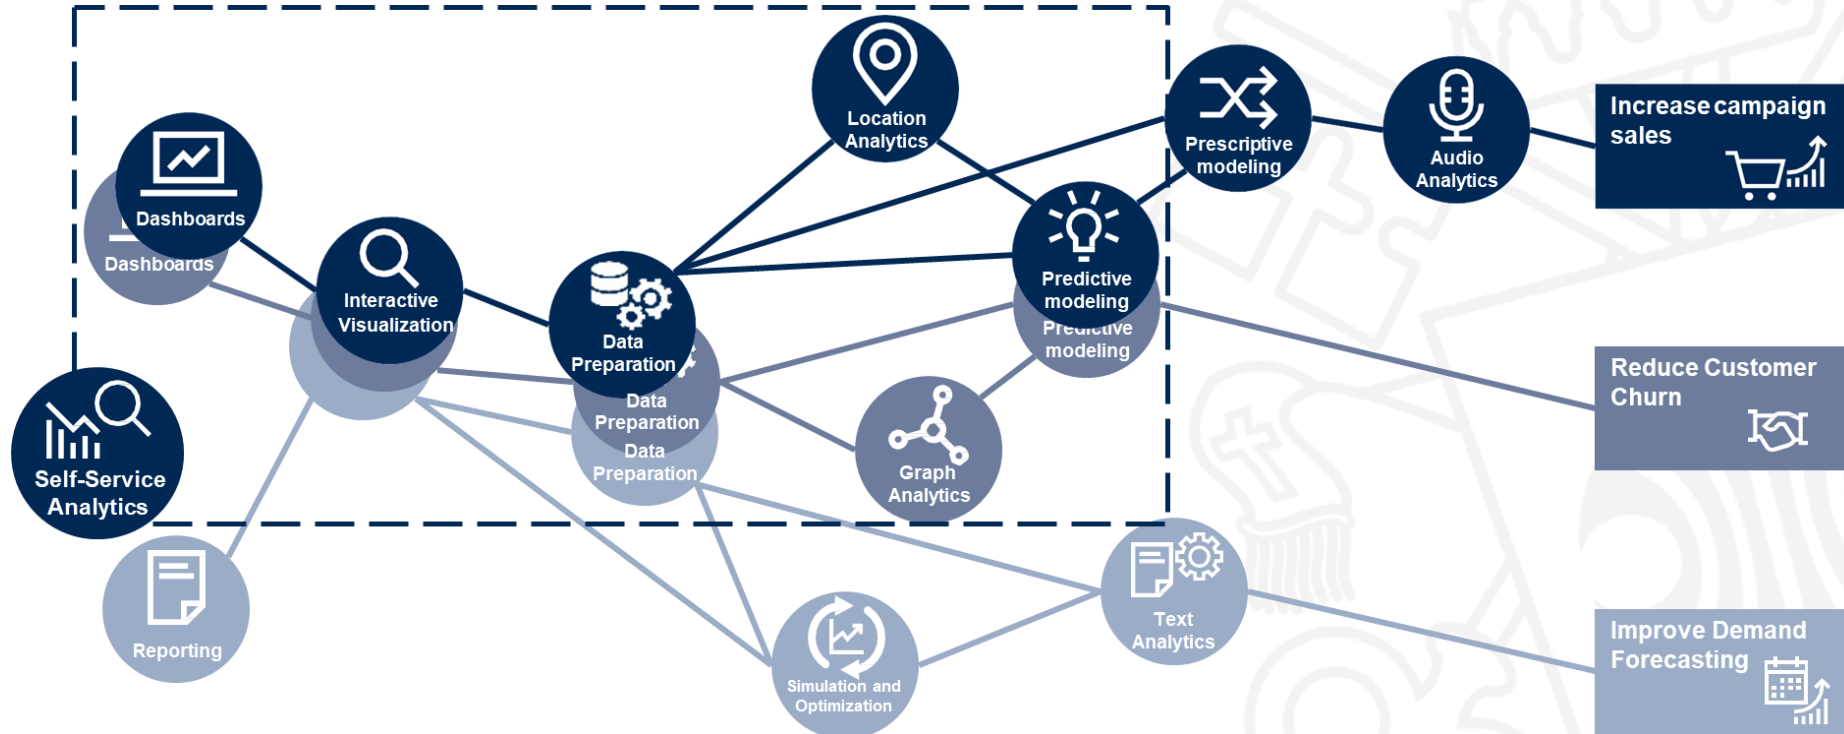 Location
Analytics
Prescriptive
modeling
Audio
Analytics
Increase campaign
sales
Dashboards
Dashboards
Interactive
Visualization
Predictive
modeling
Predictive
modeling
Data
Preparation
Data
Preparation
Data
Preparation
Reduce Customer
Churn
Graph
Analytics
Self-Service
Analytics
Reporting
Text
Analytics
Simulation and
Optimization
Improve Demand
Forecasting